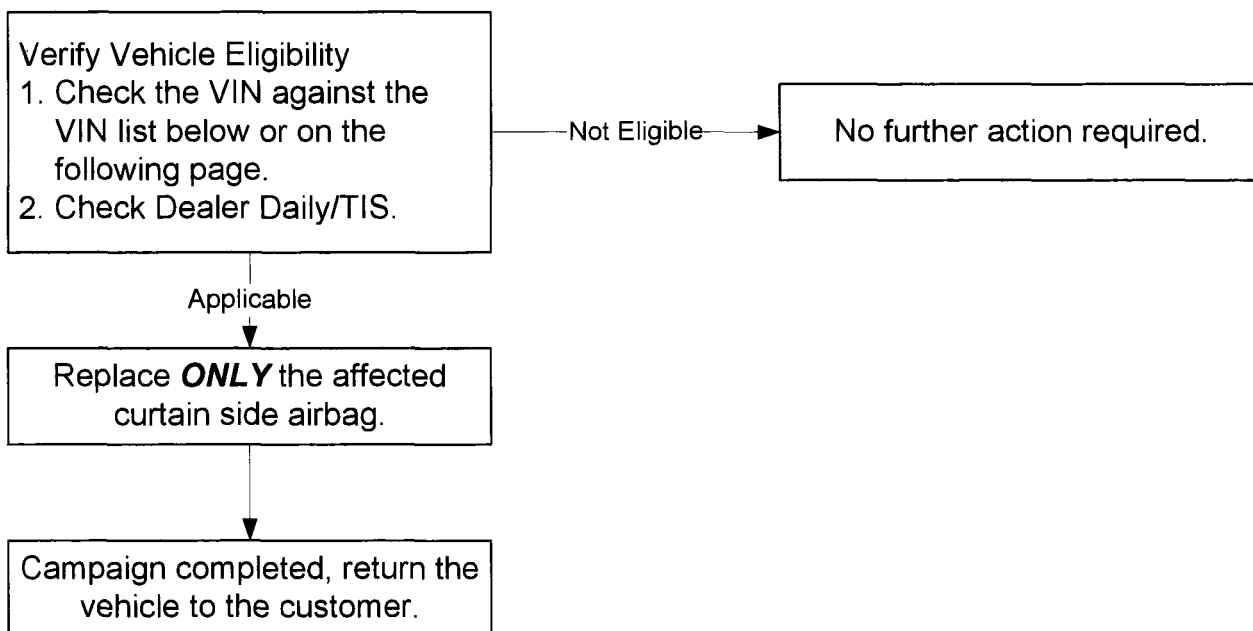 Verify Vehicle Eligibility
1. Check the VIN against the
VIN list below or on the
following page.
2. Check Dealer Daily/TIS.
Not Eligible
No further action required.
Applicable
Replace ONLY the affected
curtain side airbag.
Campaign completed, return the
vehicle to the customer.